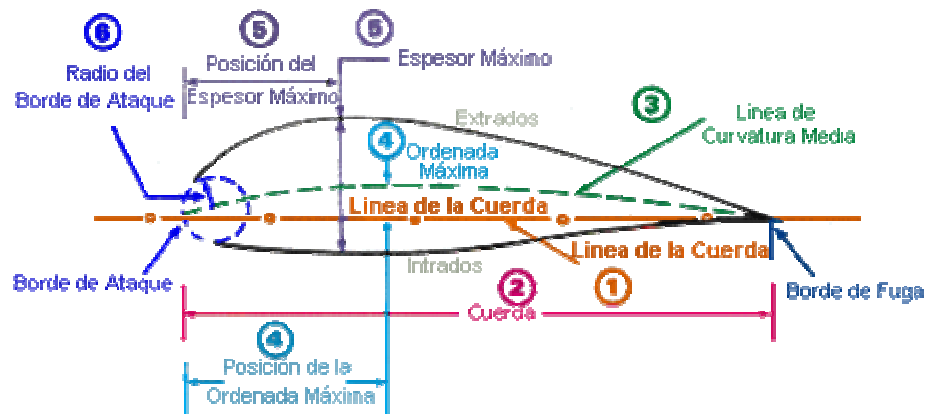 6
Radio del
Borde de Ataque
5
Posición del
Espesor Máximo
5
Espesor Máximo
Extrados
3
Linea de
Curvatura Media
4
Ordenada
Máxima
Linea de la Cuerda
Linea de la Cuerda
Borde de Ataque
Intrados
2
Cuerda
1
Borde de Fuga
4
Posición de la
Ordenada Máxima